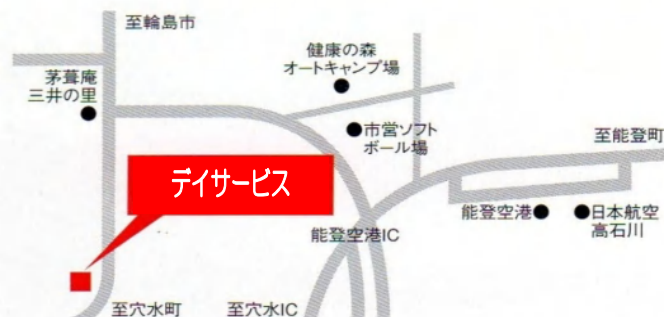 至輪島市
健康の森
オートキャンプ場
茅葺庵
三井の里
市営ソフト
ボール場
至能登町
デイサービス
能登空港
日本航空
高石川
能登空港IC
至穴水町
至穴水IC